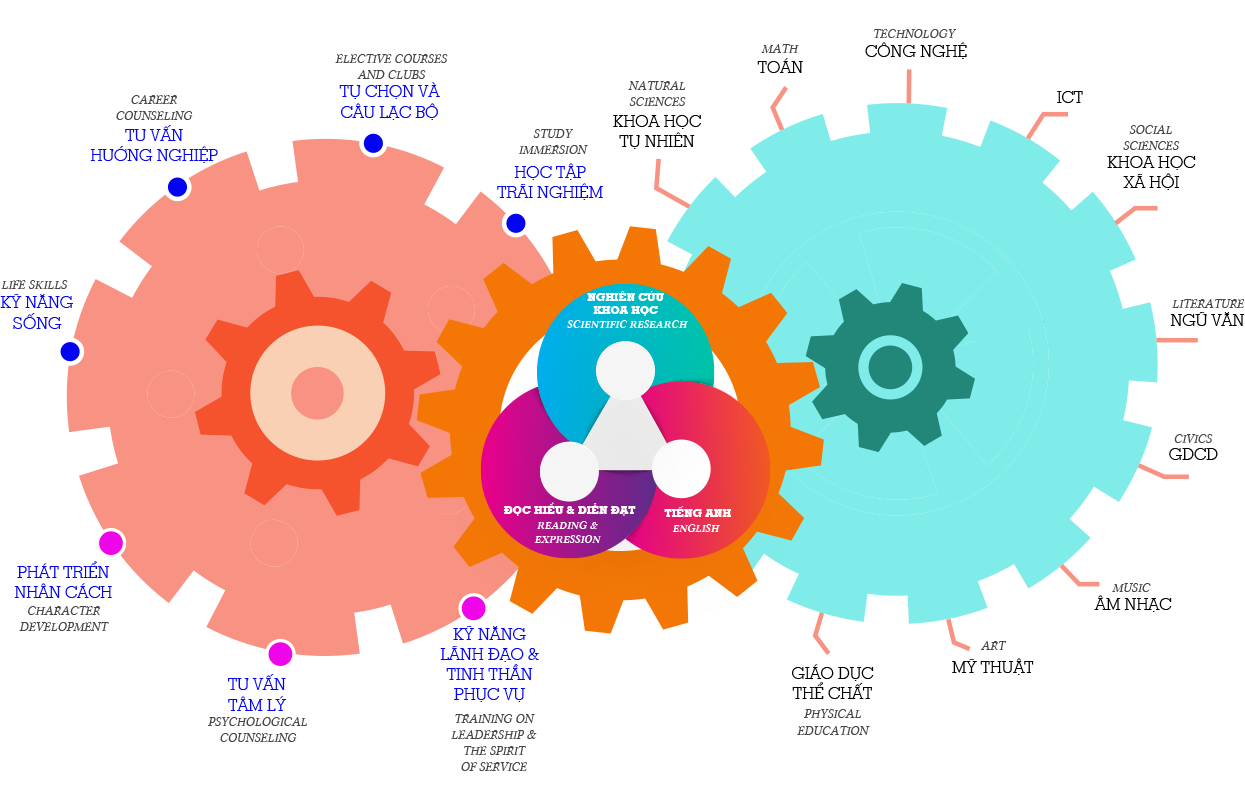 CAREER
COUNSELING
TƯ VẤN
HƯỚNG NGHIỆP
ELECTIVE COURSES
AND CLUBS
TỰ CHỌN VÀ
CÂU LẠC BỘ
STUDY
IMMERSION
HỌC TẬP
TRẢI NGHIỆM
LIFE SKILLS
KỸ NĂNG
SỐNG
PHÁT TRIỂN
NHÂN CÁCH
CHARACTER
DEVELOPMENT
TƯ VẤN
TÂM LÝ
PSYCHOLOGICAL
COUNSELING
KỸ NĂNG
LÃNH ĐẠO &
TINH THẦN
PHỤC VỤ
TRAINING ON
LEADERSHIP &
THE SPIRIT
OF SERVICE
NGHIÊN CỨU
KHOA HỌC
SCIENTIFIC RESEARCH
ĐỌC HIỂU & DIỄN ĐẠT
READING &
EXPRESSION
TIẾNG ANH
ENGLISH
NATURAL
SCIENCES
KHOA HỌC
TỰ NHIÊN
MATH
TOÁN
TECHNOLOGY
CÔNG NGHỆ
ICT
SOCIAL
SCIENCES
KHOA HỌC
XÃ HỘI
LITERATURE
NGỮ VĂN
CIVICS
GDCD
MUSIC
ÂM NHẠC
ART
MỸ THUẬT
GIÁO DỤC
THỂ CHẤT
PHYSICAL
EDUCATION